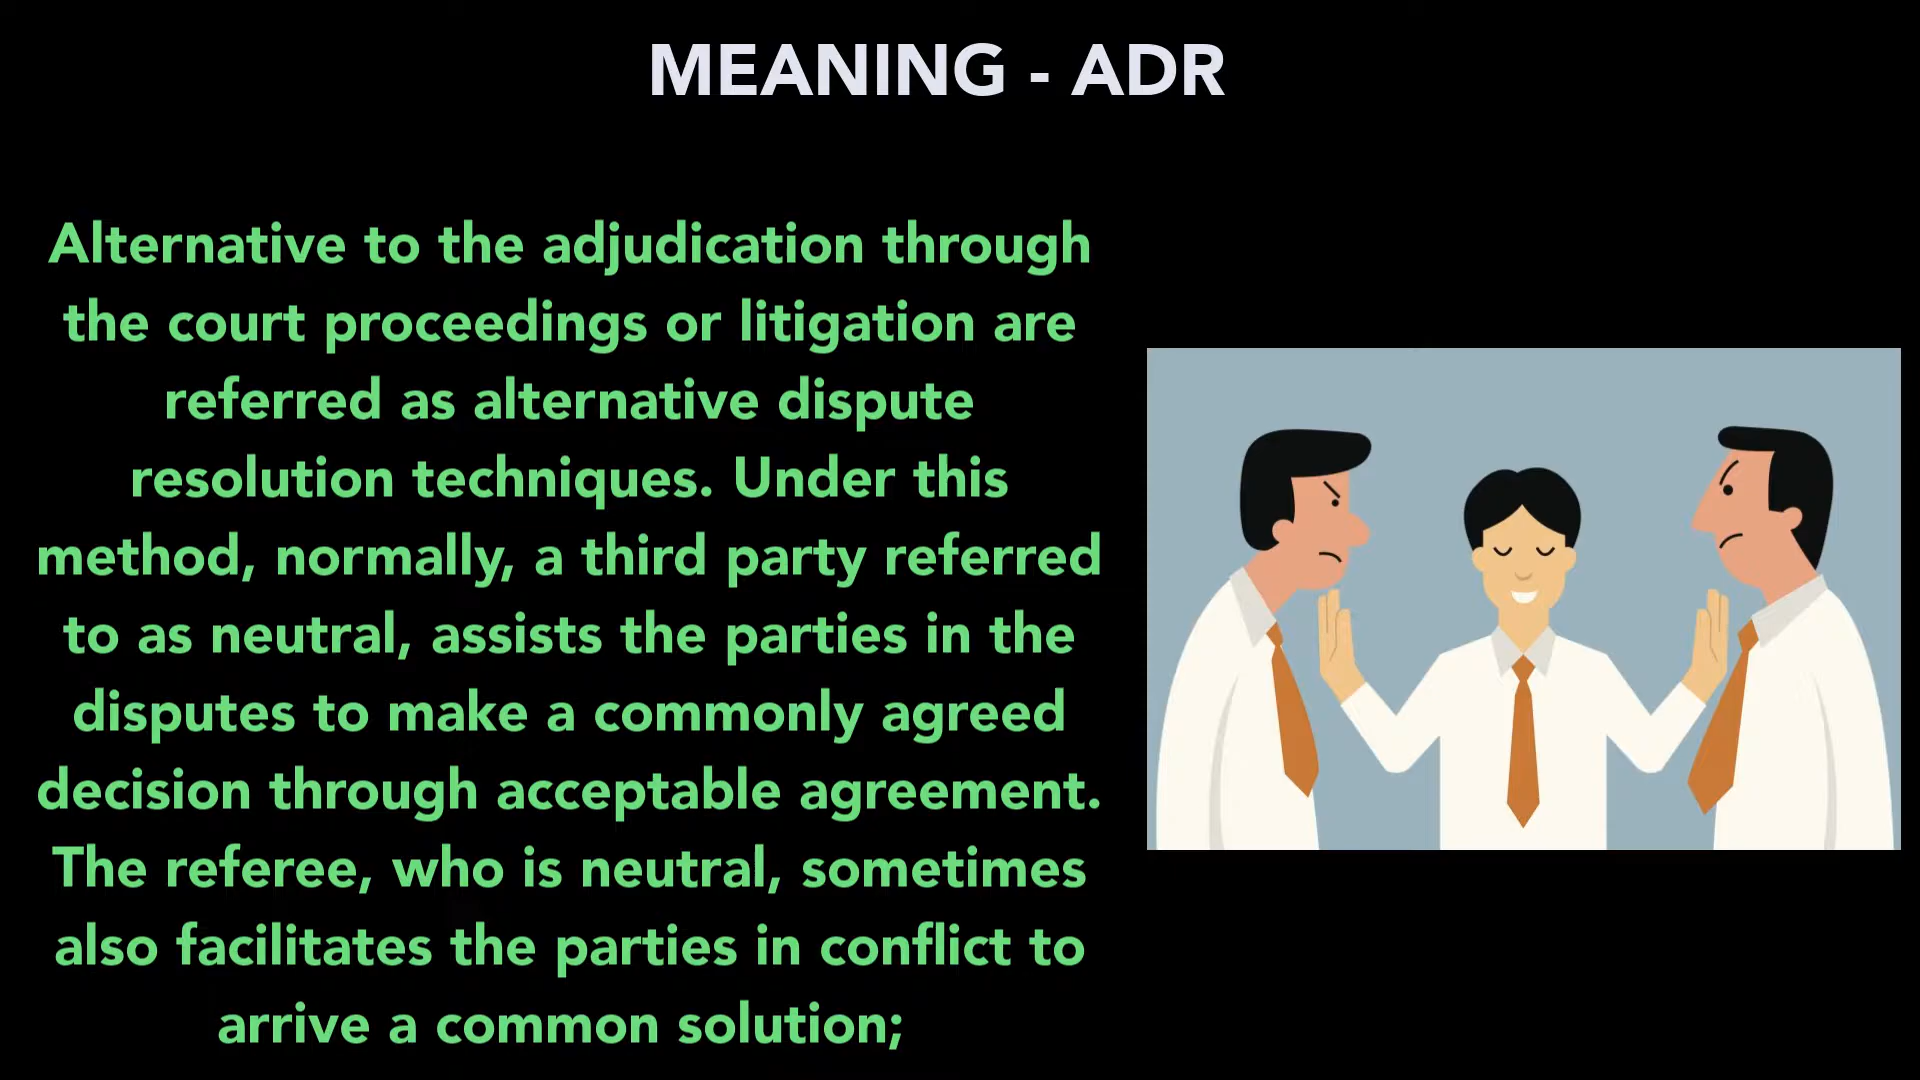 MEANING - ADR
Alternative to the adjudication through
the court proceedings or litigation are
referred as alternative dispute
resolution techniques. Under this
method, normally, a third party referred
to as neutral, assists the parties in the
disputes to make a commonly agreed
decision through acceptable agreement.
The referee, who is neutral, sometimes
also facilitates the parties in conflict to
arrive a common solution;